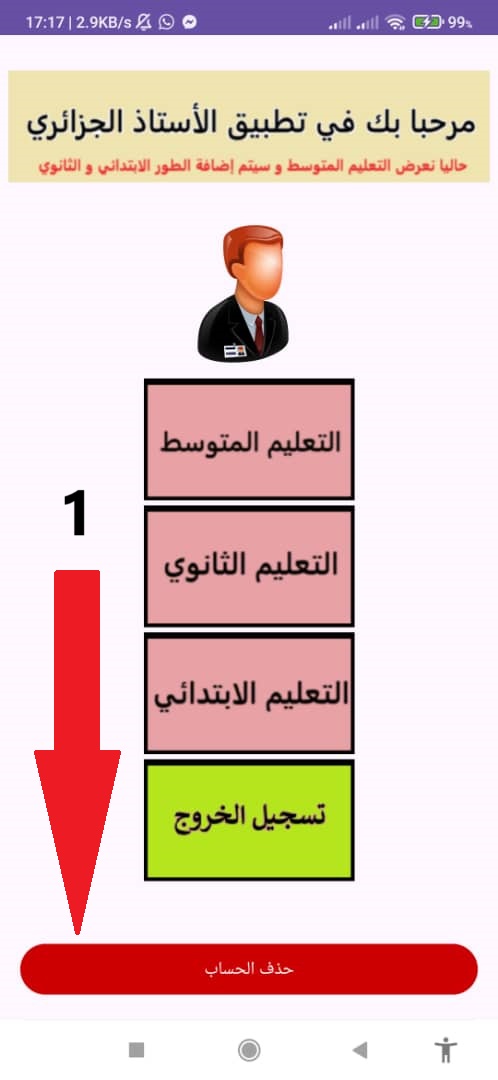 17:17 | 2.9KB/s
99%
مرحبا بك في تطبيق الأستاذ الجزائري
حاليا نعرض التعليم المتوسط و سيتم إضافة الطور الابتدائي و الثانوي
التعليم المتوسط
1
التعليم الثانوي
التعليم الابتدائي
تسجيل الخروج
حذف الحساب